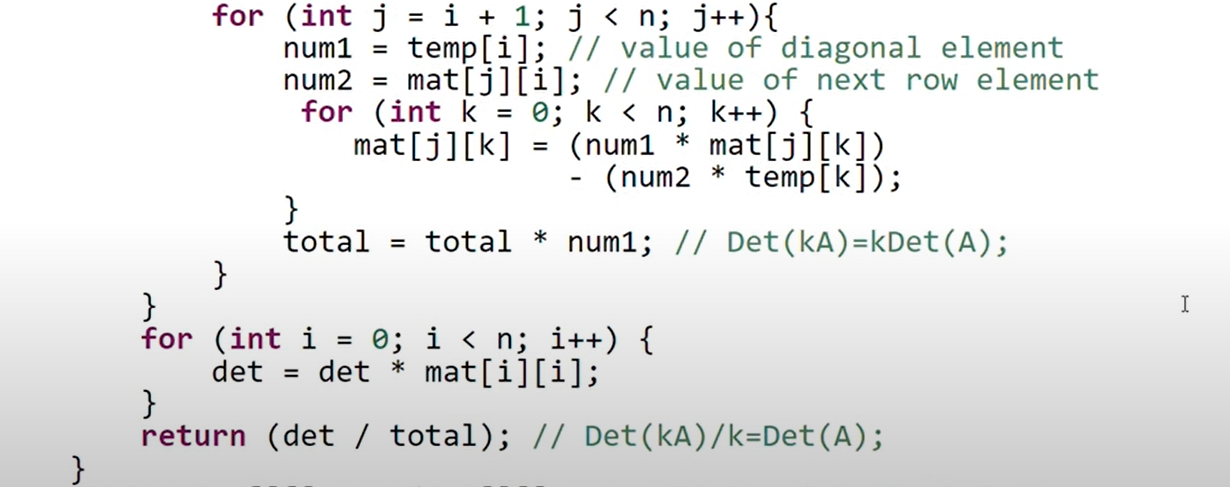 for (int j = i + 1; j < n; j++){
num1 = temp[i]; // value of diagonal element
num2 = mat[j][i]; // value of next row element
for (int k = 0; k < n; k++) {
mat[j][k] = (num1 * mat[j][k])
- (num2 * temp[k]);
}
total = total * num1; // Det(kA)=kDet(A);
}
}
for (int i = 0; i < n; i++) {
det = det * mat[i][i];
}
return (det / total); // Det(kA)/k=Det(A);
}